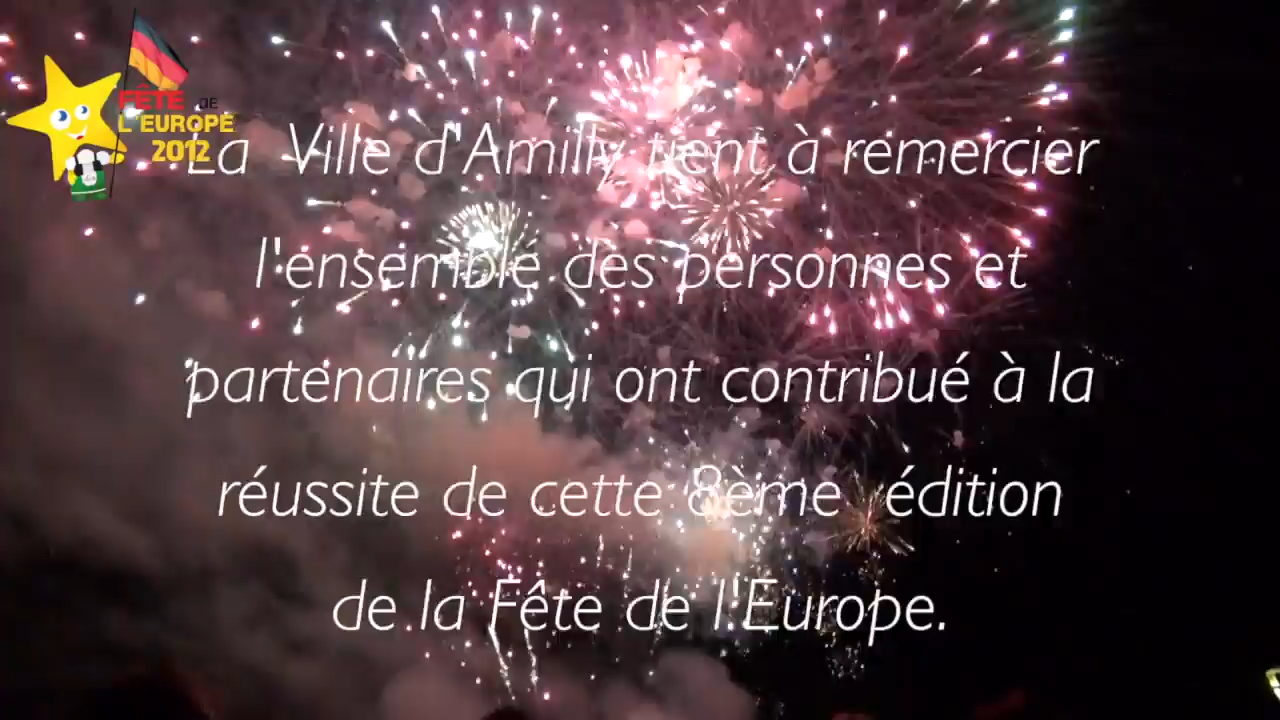 FÊTE DE
L'EUROPE
2012
La Ville d'Amilly tient à remercier
l'ensemble des personnes et
partenaires qui ont contribué à la
réussite de cette 8ème édition
de la Fête de l'Europe.